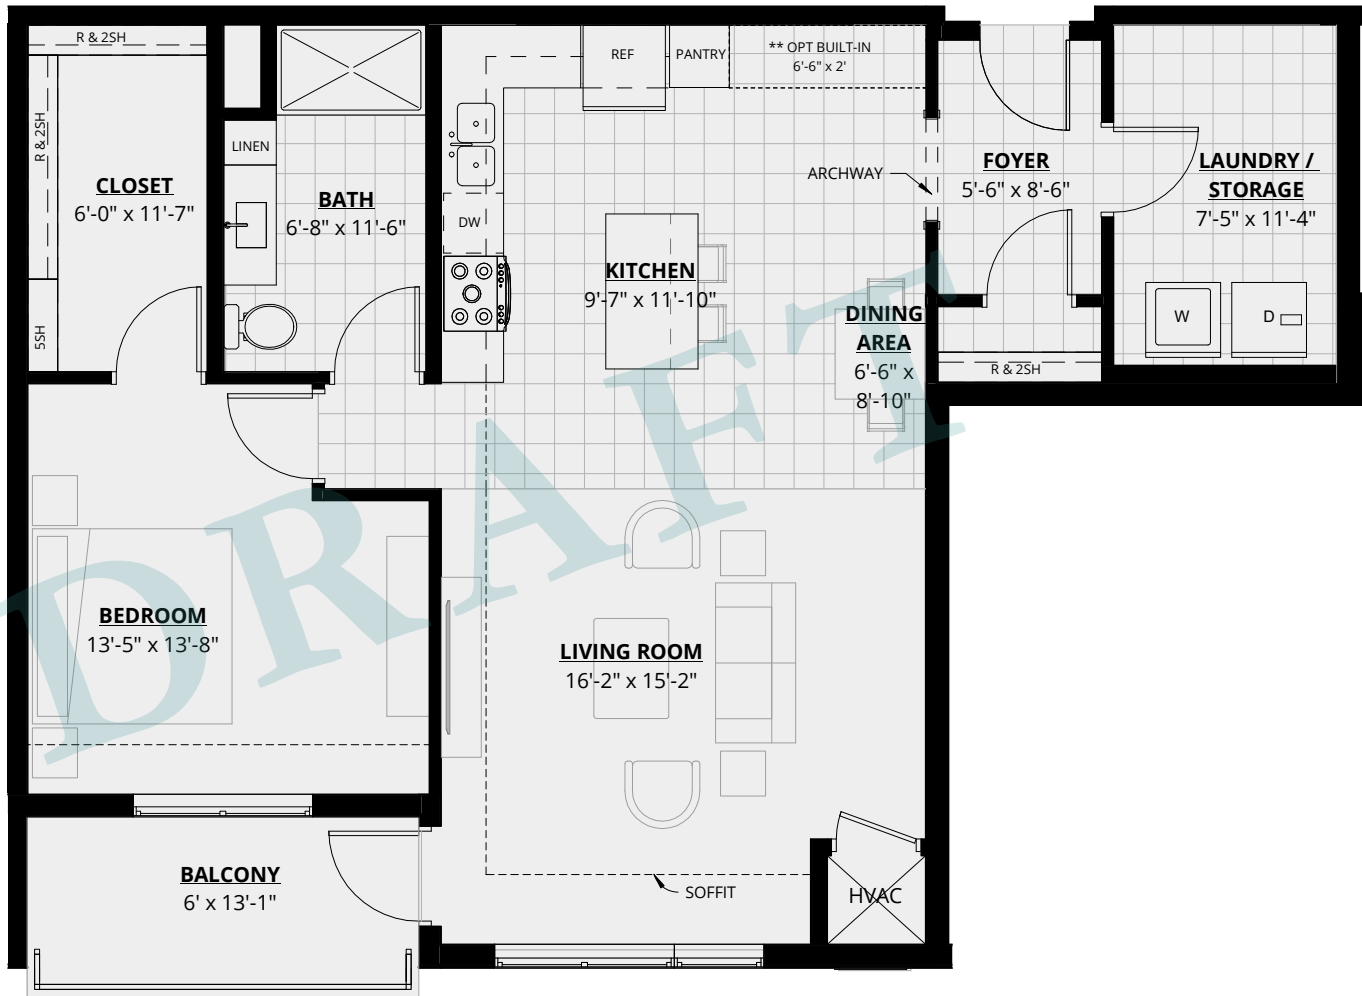 R & 2SH
R & 2SH
5SH
CLOSET
6'-0" x 11'-7"
LINEN
BATH
6'-8" x 11'-6"
REF
PANTRY
** OPT BUILT-IN
6'-6" x 2'
DW
KITCHEN
9'-7" x 11'-10"
ARCHWAY
FOYER
5'-6" x 8'-6"
LAUNDRY /
STORAGE
7'-5" x 11'-4"
W
D
R & 2SH
DINING
AREA
6'-6" x
8'-10"
DRAFT
BEDROOM
13'-5" x 13'-8"
LIVING ROOM
16'-2" x 15'-2"
BALCONY
6' x 13'-1"
SOFFIT
HVAC